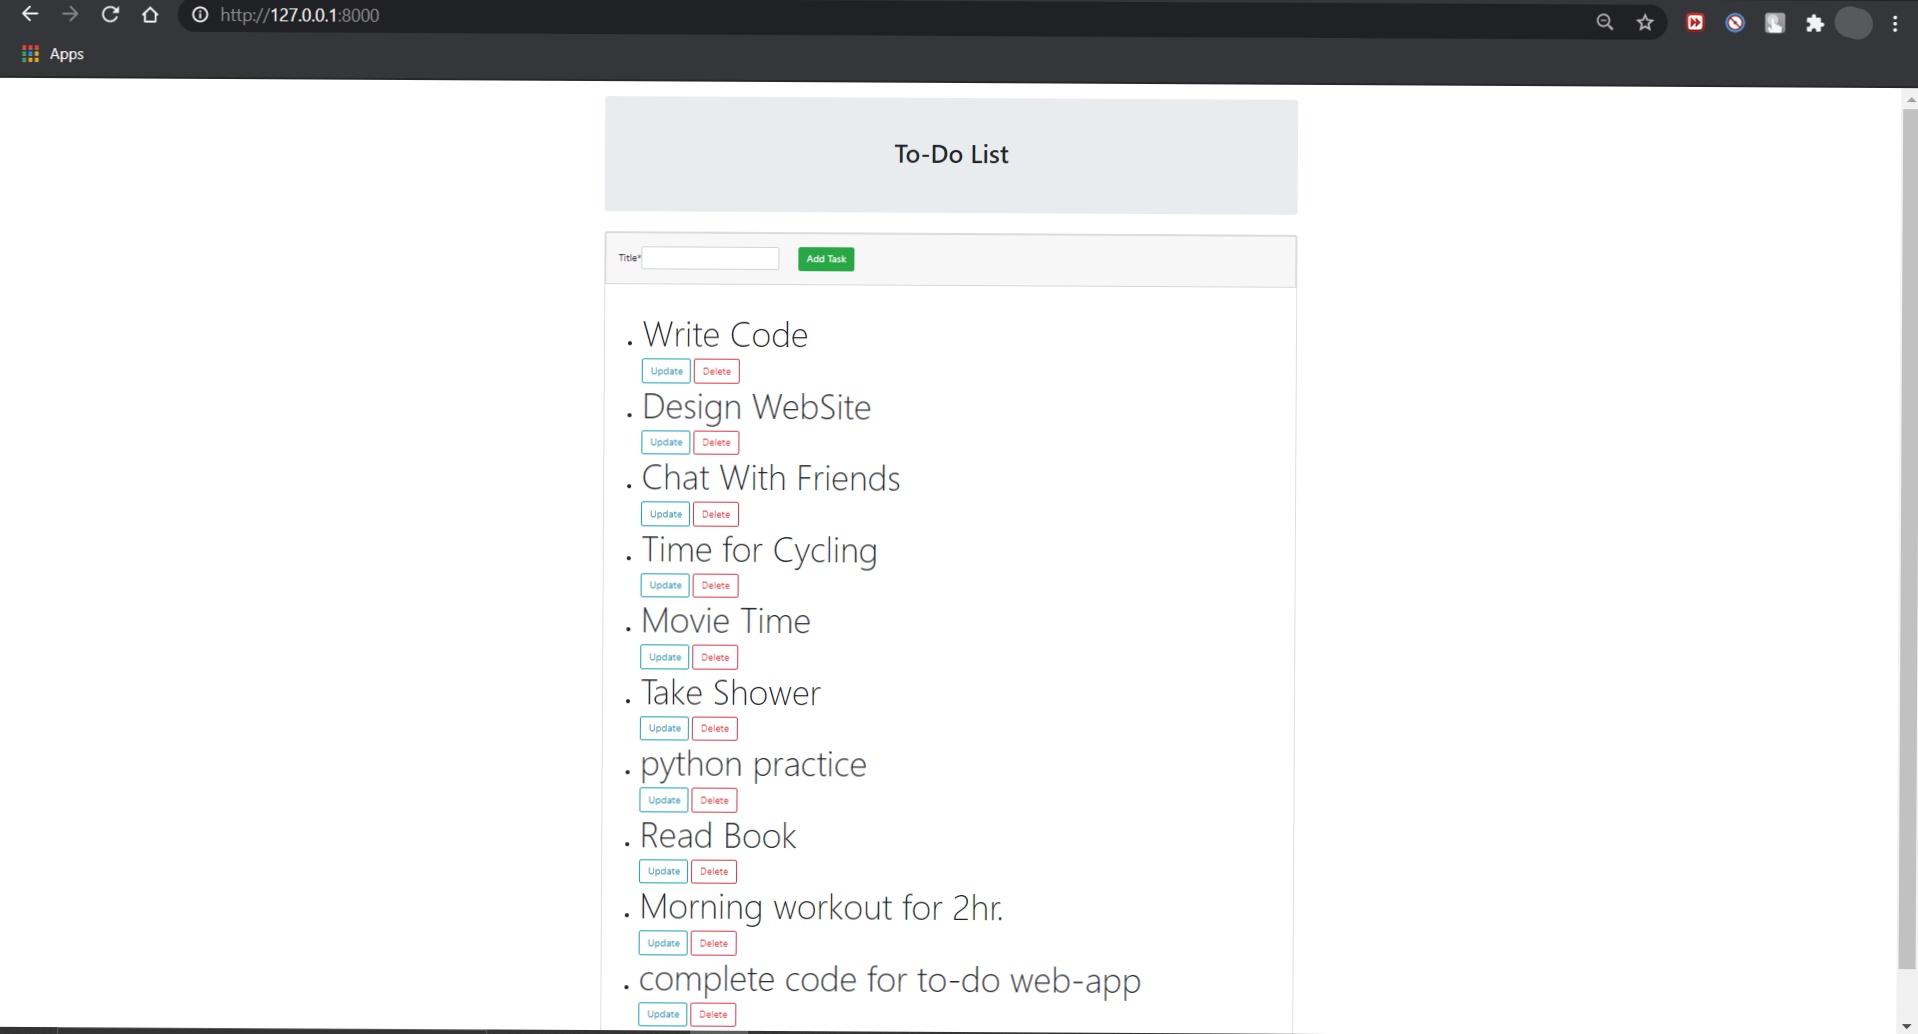 http://127.0.0.1:8000
Apps
To-Do List
Title* Add Task
Write Code
Update Delete
Design WebSite
Update Delete
Chat With Friends
Update Delete
Time for Cycling
Update Delete
Movie Time
Update Delete
Take Shower
Update Delete
python practice
Update Delete
Read Book
Update Delete
Morning workout for 2hr.
Update Delete
complete code for to-do web-app
Update Delete